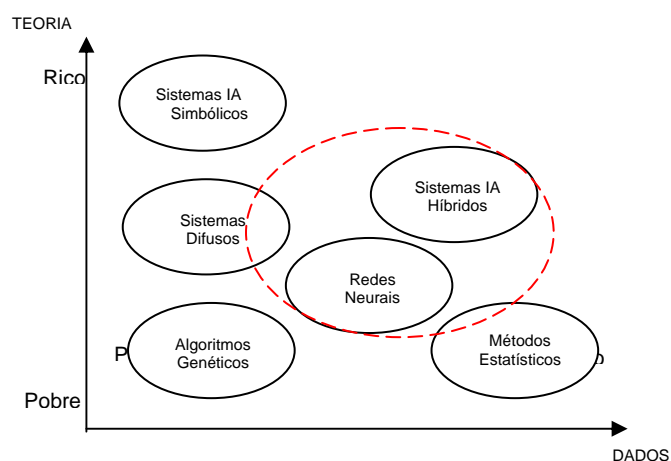 TEORIA
Rico
Sistemas IA
Simbólicos
Sistemas IA
Híbridos
Sistemas
Difusos
Redes
Neurais
Algoritmos
Genéticos
Métodos
Estatísticos
P
o
Pobre
DADOS